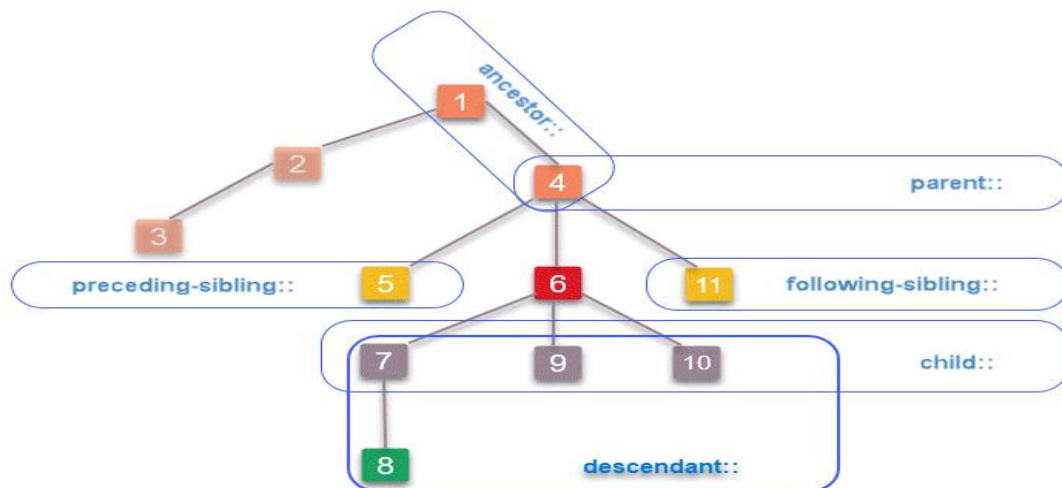 ancestor::
1
2
4 parent::
3
preceding-sibling:: 5 6 11 following-sibling::
7 9 10 child::
8 descendant::